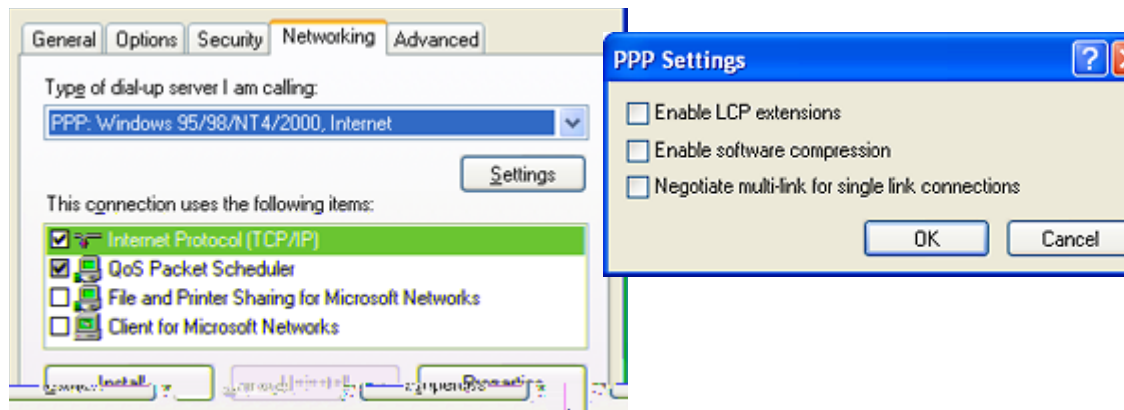 General Options Security Networking Advanced
Type of dial-up server I am calling:
PPP: Windows 95/98/NT4/2000, Internet
Settings
This connection uses the following items:
Internet Protocol (TCP/IP)
QoS Packet Scheduler
File and Printer Sharing for Microsoft Networks
Client for Microsoft Networks
PPP Settings
Enable LCP extensions
Enable software compression
Negotiate multi-link for single link connections
OK Cancel